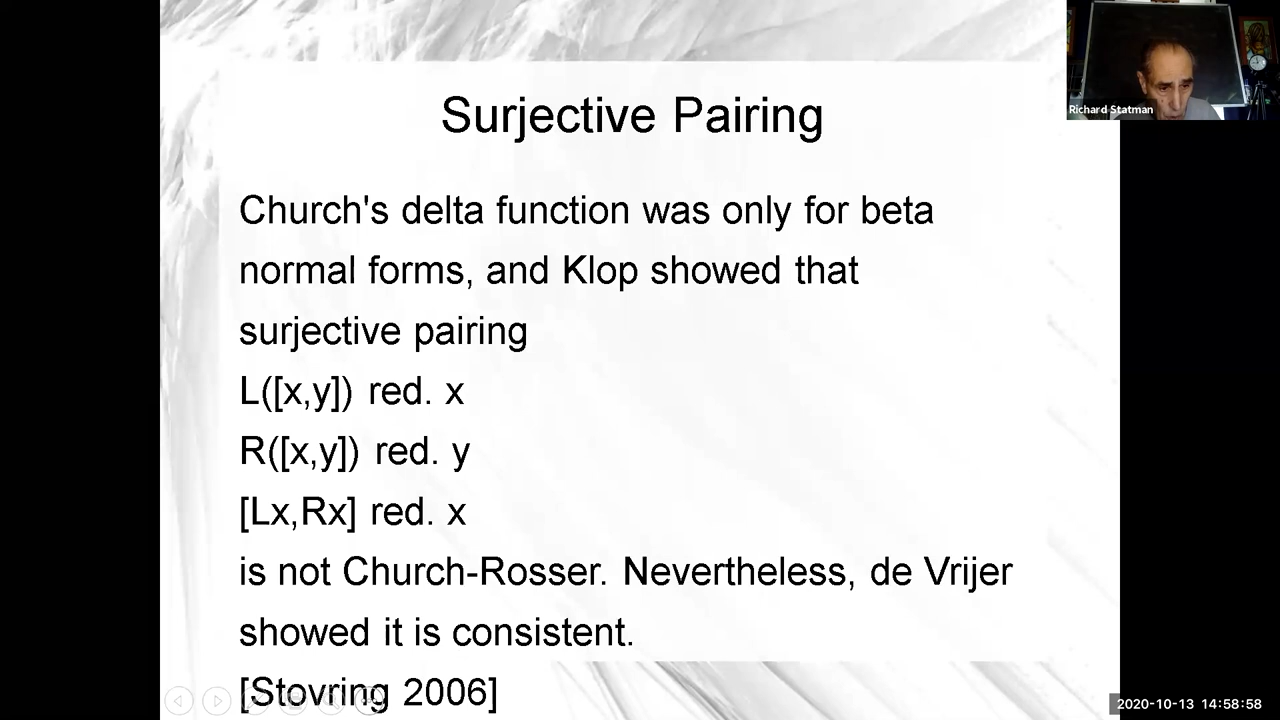 Surjective Pairing
Richard Statman
Church's delta function was only for beta
normal forms, and Klop showed that
surjective pairing
L([x,y]) red. x
R([x,y]) red. y
[Lx,Rx] red. x
is not Church-Rosser. Nevertheless, de Vrijer
showed it is consistent.
[Stovring 2006]
2020-10-13 14:58:58